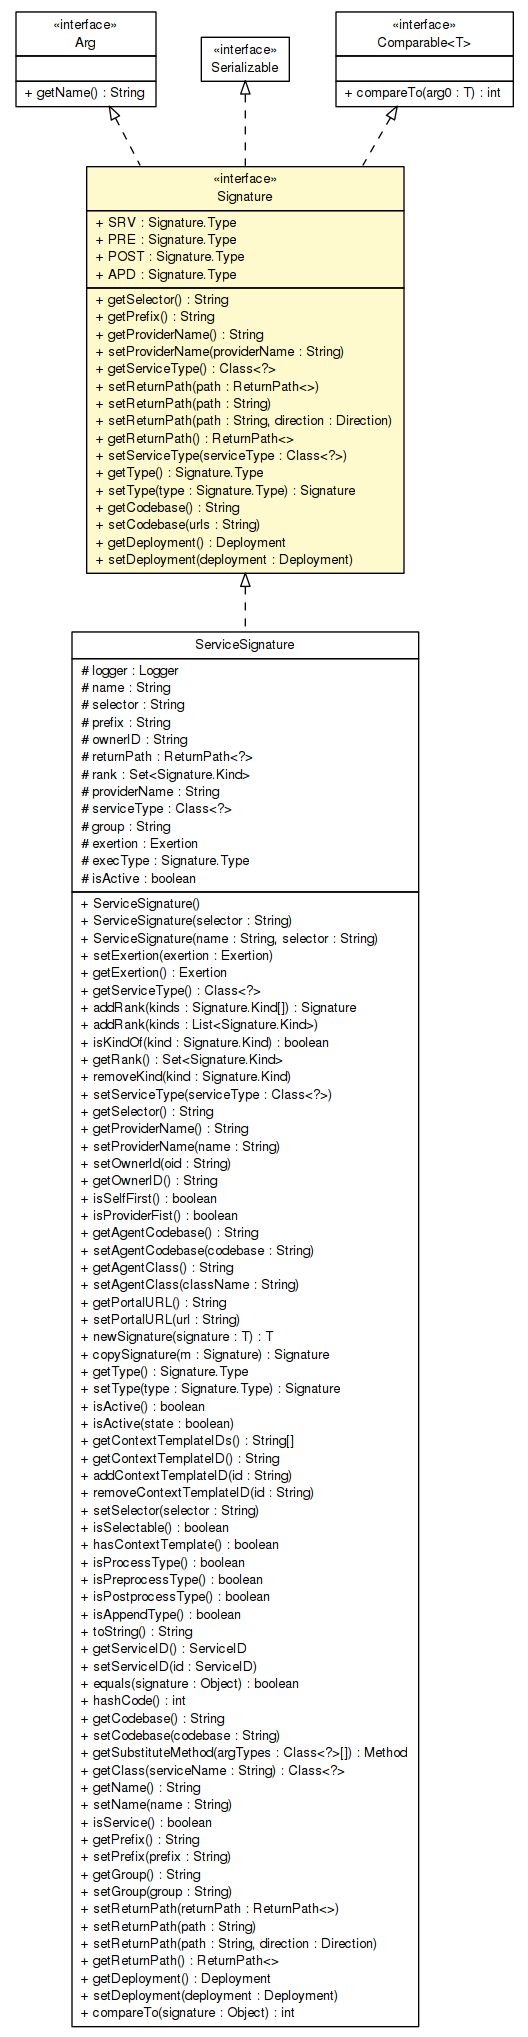 «interface»
Arg
+ getName() : String
«interface»
Serializable
«interface»
Comparable<T>
+ compareTo(arg0 : T) : int
«interface»
Signature
+ SRV : Signature.Type
+ PRE : Signature.Type
+ POST : Signature.Type
+ APD : Signature.Type
+ getSelector() : String
+ getPrefix() : String
+ getProviderName() : String
+ setProviderName(providerName : String)
+ getServiceType() : Class<?>
+ setReturnPath(path : ReturnPath<>)
+ setReturnPath(path : String)
+ setReturnPath(path : String, direction : Direction)
+ getReturnPath() : ReturnPath<>
+ setServiceType(serviceType : Class<?>)
+ getType() : Signature.Type
+ setType(type : Signature.Type) : Signature
+ getCodebase() : String
+ setCodebase(urls : String)
+ getDeployment() : Deployment
+ setDeployment(deployment : Deployment)
ServiceSignature
# logger : Logger
# name : String
# selector : String
# prefix : String
# ownerID : String
# returnPath : ReturnPath<?>
# rank : Set<Signature.Kind>
# providerName : String
# serviceType : Class<?>
# group : String
# exertion : Exertion
# execType : Signature.Type
# isActive : boolean
+ ServiceSignature()
+ ServiceSignature(selector : String)
+ ServiceSignature(name : String, selector : String)
+ setExertion(exertion : Exertion)
+ getExertion() : Exertion
+ getServiceType() : Class<?>
+ addRank(kinds : Signature.Kind[]) : Signature
+ addRank(kinds : List<Signature.Kind>)
+ isKindOf(kind : Signature.Kind) : boolean
+ getRank() : Set<Signature.Kind>
+ removeKind(kind : Signature.Kind)
+ setServiceType(serviceType : Class<?>)
+ getSelector() : String
+ getProviderName() : String
+ setProviderName(name : String)
+ setOwnerId(oid : String)
+ getOwnerID() : String
+ isSelfFirst() : boolean
+ isProviderFist() : boolean
+ getAgentCodebase() : String
+ setAgentCodebase(codebase : String)
+ getAgentClass() : String
+ setAgentClass(className : String)
+ getPortalURL() : String
+ setPortalURL(url : String)
+ newSignature(signature : T) : T
+ copySignature(m : Signature) : Signature
+ getType() : Signature.Type
+ setType(type : Signature.Type) : Signature
+ isActive() : boolean
+ isActive(state : boolean)
+ getContextTemplateIDs() : String[]
+ getContextTemplateID() : String
+ addContextTemplateID(id : String)
+ removeContextTemplateID(id : String)
+ setSelector(selector : String)
+ isSelectable() : boolean
+ hasContextTemplate() : boolean
+ isProcessType() : boolean
+ isPreprocessType() : boolean
+ isPostprocessType() : boolean
+ isAppendType() : boolean
+ toString() : String
+ getServiceID() : ServiceID
+ setServiceID(id : ServiceID)
+ equals(signature : Object) : boolean
+ hashCode() : int
+ getCodebase() : String
+ setCodebase(codebase : String)
+ getSubstituteMethod(argTypes : Class<?>[]) : Method
+ getClass(serviceName : String) : Class<?>
+ getName() : String
+ setName(name : String)
+ isService() : boolean
+ getPrefix() : String
+ setPrefix(prefix : String)
+ getGroup() : String
+ setGroup(group : String)
+ setReturnPath(returnPath : ReturnPath<>)
+ setReturnPath(path : String)
+ setReturnPath(path : String, direction : Direction)
+ getReturnPath() : ReturnPath<>
+ getDeployment() : Deployment
+ setDeployment(deployment : Deployment)
+ compareTo(signature : Object) : int